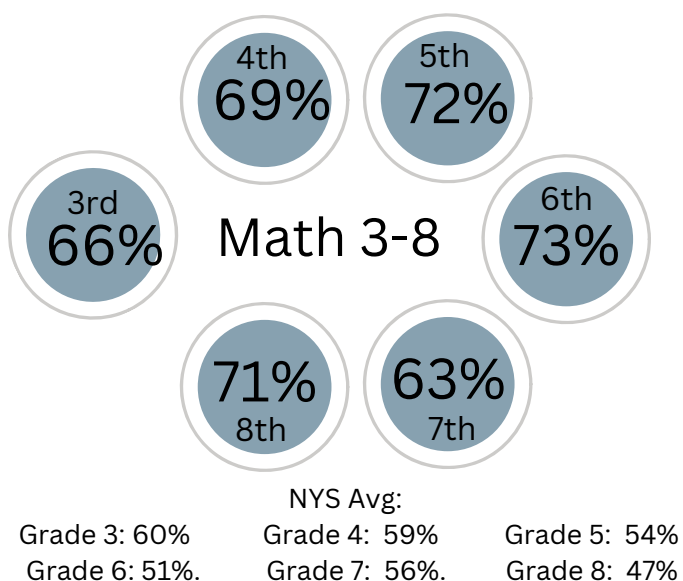 4th
69%
5th
72%
3rd
66%
Math 3-8
6th
73%
71%
8th
63%
7th
NYS Avg:
Grade 3: 60% Grade 4: 59% Grade 5: 54%
Grade 6: 51%. Grade 7: 56%. Grade 8: 47%